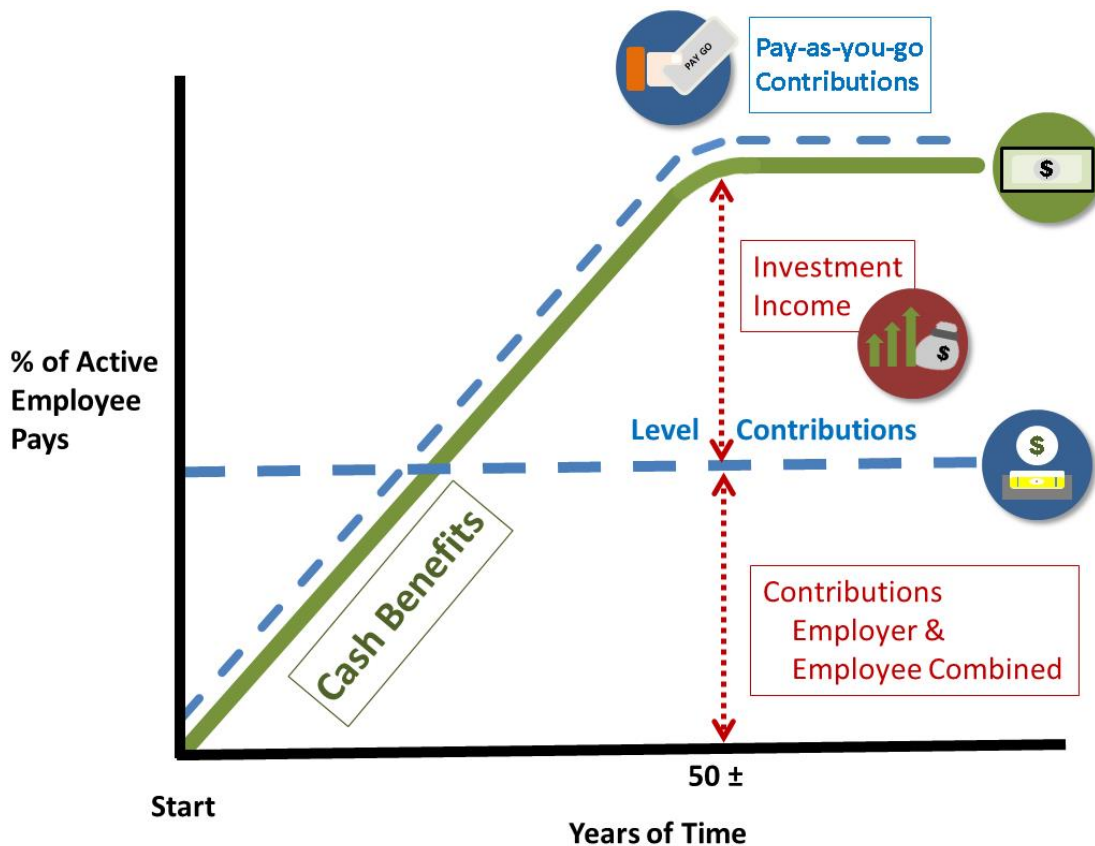 PAY GO
Pay-as-you-go
Contributions
$
Investment
Income
$
% of Active
Employee
Pays
Level Contributions
$
Cash Benefits
Contributions
Employer &
Employee Combined
50 ±
Start
Years of Time